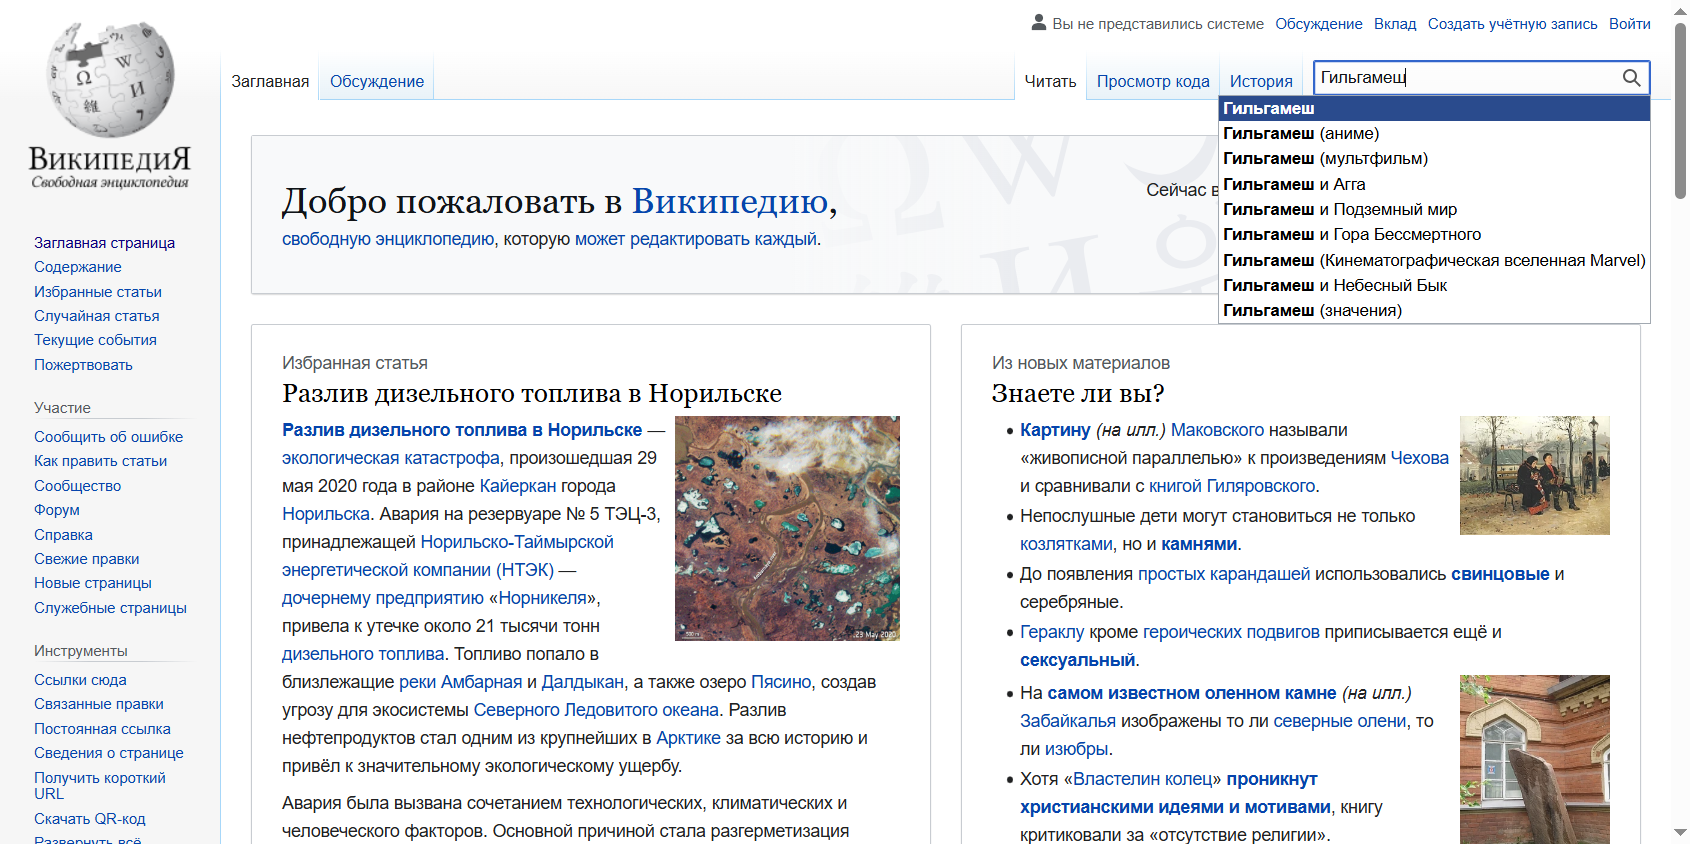 Вы не представились системе Обсуждение Вклад Создать учётную запись Войти
Заглавная Обсуждение Читать Просмотр кода История Гильгамеш
Гильгамеш
Гильгамеш (аниме)
Гильгамеш (мультфильм)
Гильгамеш и Агга
Гильгамеш и Подземный мир
Гильгамеш и Гора Бессмертного
Гильгамеш (Кинематографическая вселенная Marvel)
Гильгамеш и Небесный Бык
Гильгамеш (значения)
ВикипедиЯ
Свободная энциклопедия
Заглавная страница
Содержание
Избранные статьи
Случайная статья
Текущие события
Пожертвовать
Участие
Сообщить об ошибке
Как править статьи
Сообщество
Форум
Справка
Свежие правки
Новые страницы
Служебные страницы
Инструменты
Ссылки сюда
Связанные правки
Постоянная ссылка
Сведения о странице
Получить короткий
URL
Скачать QR-код
Развернуть всё
Добро пожаловать в Википедию,
свободную энциклопедию, которую может редактировать каждый.
Сейчас в
Избранная статья
Разлив дизельного топлива в Норильске
Разлив дизельного топлива в Норильске —
экологическая катастрофа, произошедшая 29
мая 2020 года в районе Кайеркан города
Норильска. Авария на резервуаре № 5 ТЭЦ-3,
принадлежащей Норильско-Таймырской
энергетической компании (НТЭК) —
дочернему предприятию «Норникеля»,
привела к утечке около 21 тысячи тонн
дизельного топлива. Топливо попало в
близлежащие реки Амбарная и Далдыкан, а также озеро Пясино, создав
угрозу для экосистемы Северного Ледовитого океана. Разлив
нефтепродуктов стал одним из крупнейших в Арктике за всю историю и
привёл к значительному экологическому ущербу.
Авария была вызвана сочетанием технологических, климатических и
человеческого факторов. Основной причиной стала разгерметизация
23 May 2020
Из новых материалов
Знаете ли вы?
Картину (на илл.) Маковского называли
«живописной параллелью» к произведениям Чехова
и сравнивали с книгой Гиляровского.
Непослушные дети могут становиться не только
козлятками, но и камнями.
До появления простых карандашей использовались свинцовые и
серебряные.
Гераклу кроме героических подвигов приписывается ещё и
сексуальный.
На самом известном оленном камне (на илл.)
Забайкалья изображены то ли северные олени, то
ли изюбры.
Хотя «Властелин колец» проникнут
христианскими идеями и мотивами, книгу
критиковали за «отсутствие религии».